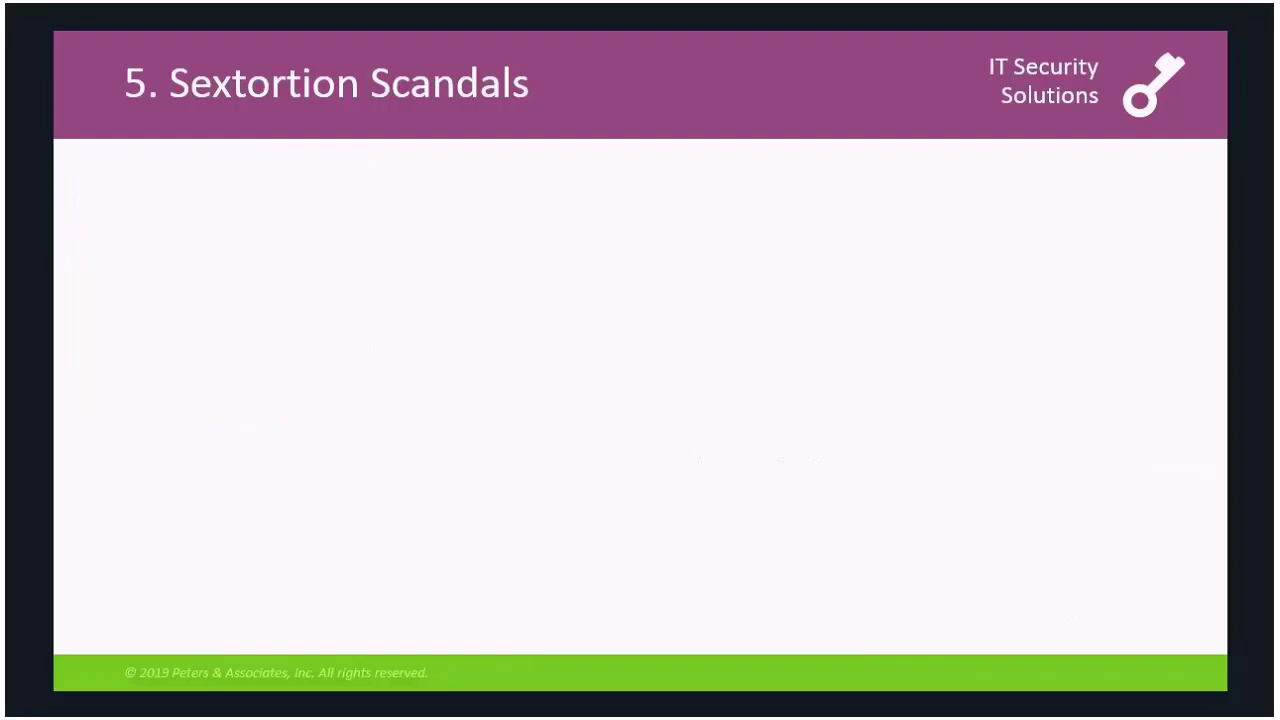 5. Sextortion Scandals
IT Security
Solutions
© 2019 Peters & Associates, Inc. All rights reserved.